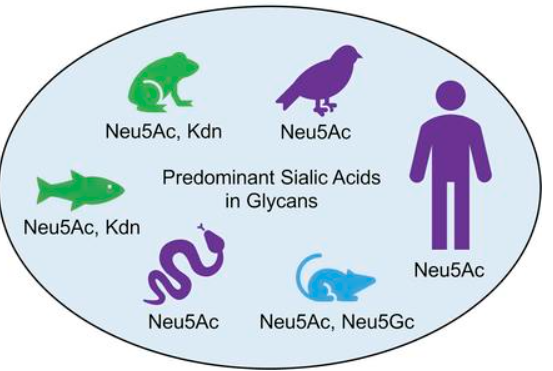 Neu5Ac, Kdn
Neu5Ac
Predominant Sialic Acids
in Glycans
Neu5Ac, Kdn
Neu5Ac
Neu5Ac
Neu5Ac, Neu5Gc